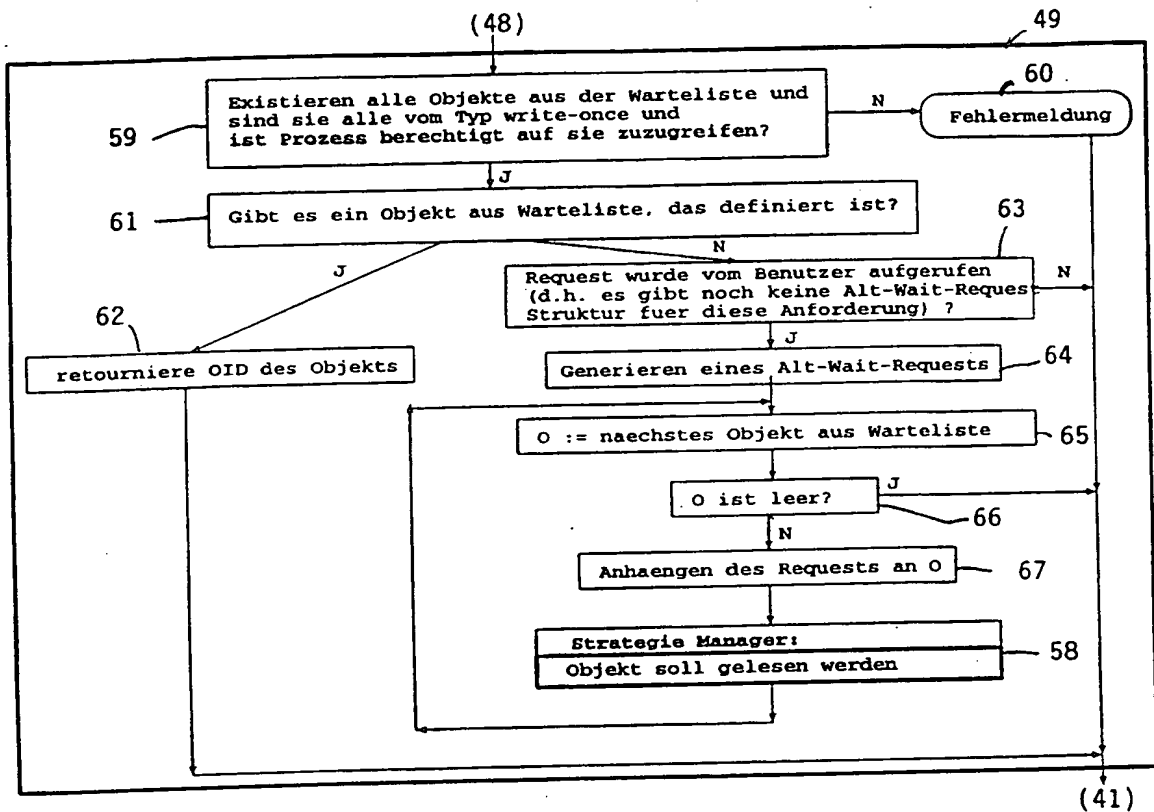 (48)
49
Existieren alle Objekte aus der Warteliste und
sind sie alle vom Typ write-once und
ist Prozess berechtigt auf sie zuzugreifen?
59
N
60
Fehlermeldung
J
61
Gibt es ein Objekt aus Warteliste, das definiert ist?
J
N
63
Request wurde vom Benutzer aufgerufen
(d.h. es gibt noch keine Alt-Wait-Reques
Struktur fuer diese Anforderung) ?
N
62
retourniere OID des Objekts
J
Generieren eines Alt-Wait-Requests
64
O := naechstes Objekt aus Warteliste
65
O ist leer?
J
66
N
Anhaengen des Requests an O
67
Strategie Manager:
Objekt soll gelesen werden
58
(41)